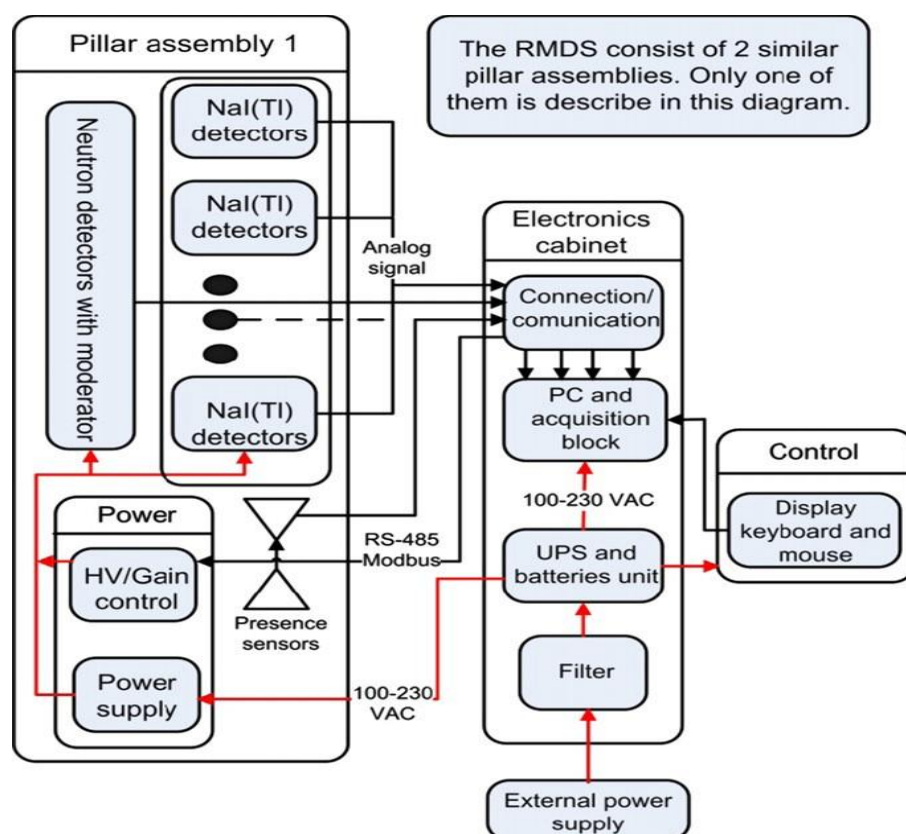 Pillar assembly 1
The RMDS consist of 2 similar
pillar assemblies. Only one of
them is describe in this diagram.
Neutron detectors with moderator
NaI(Tl)
detectors
NaI(Tl)
detectors
NaI(Tl)
detectors
Analog
signal
Electronics
cabinet
Connection/
comunication
PC and
acquisition
block
100-230 VAC
UPS and
batteries unit
Filter
External power
supply
Control
Display
keyboard and
mouse
RS-485
Modbus
Presence
sensors
Power
HV/Gain
control
Power
supply
100-230
VAC